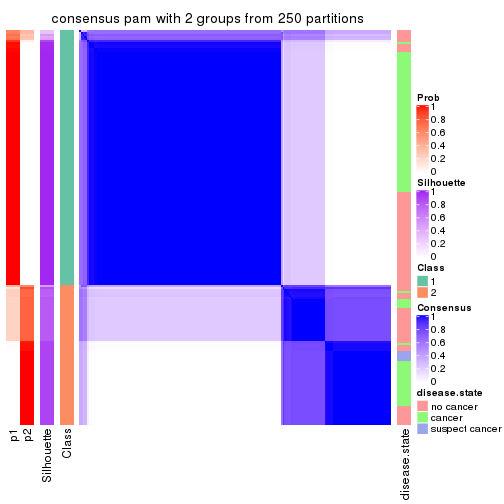 consensus pam with 2 groups from 250 partitions
Prob
1
0.8
0.6
0.4
0.2
0
Silhouette
1
0.8
0.6
0.4
0.2
0
Class
1
2
Consensus
1
0.8
0.6
0.4
0.2
0
disease.state
no cancer
cancer
suspect cancer
p1
p2
Silhouette
Class
disease.state